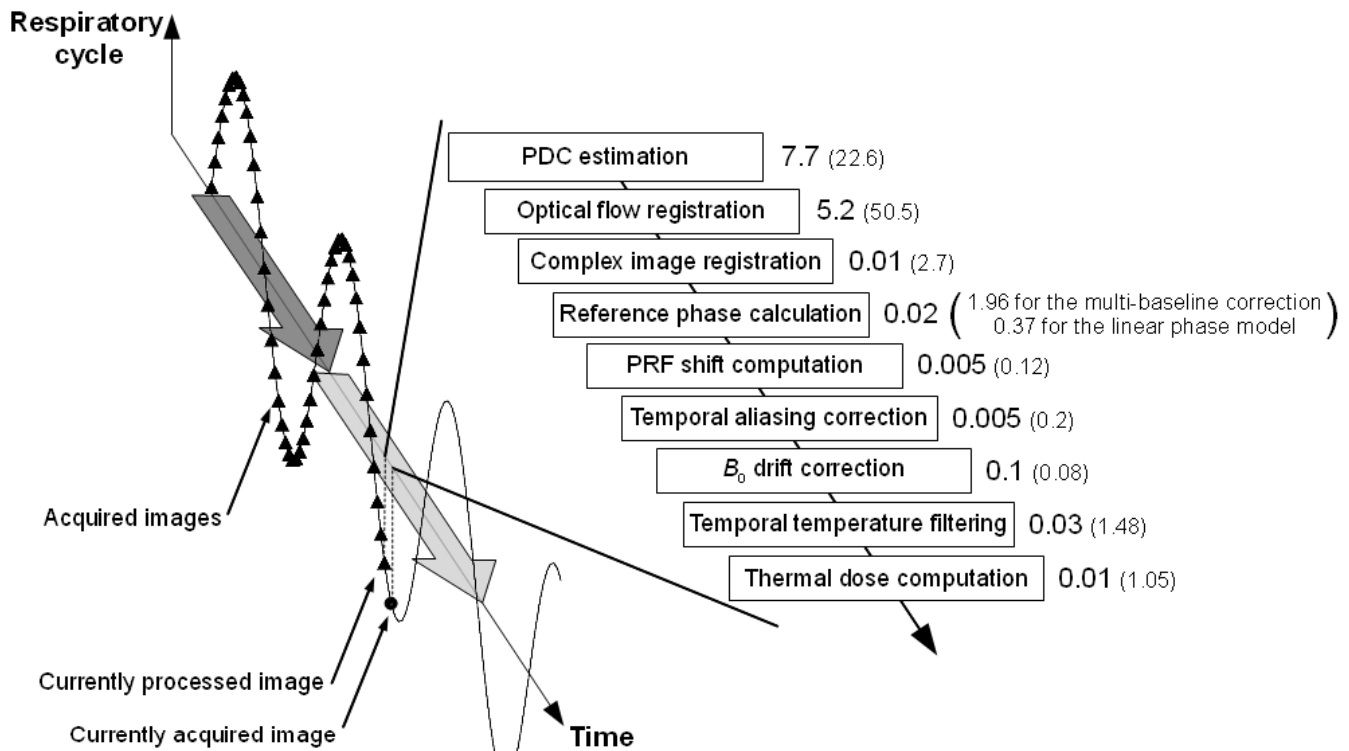 Respiratory
cycle
PDC estimation 7.7 (22.6)
Optical flow registration 5.2 (50.5)
Complex image registration 0.01 (2.7)
Reference phase calculation 0.02 (1.96 for the multi-baseline correction
0.37 for the linear phase model)
PRF shift computation 0.005 (0.12)
Temporal aliasing correction 0.005 (0.2)
B0 drift correction 0.1 (0.08)
Temporal temperature filtering 0.03 (1.48)
Thermal dose computation 0.01 (1.05)
Acquired images
Currently processed image
Currently acquired image
Time